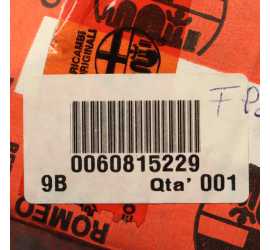 RICAMBI
ORIGINALI
0060815229
9B Qta' 001
ROMEO